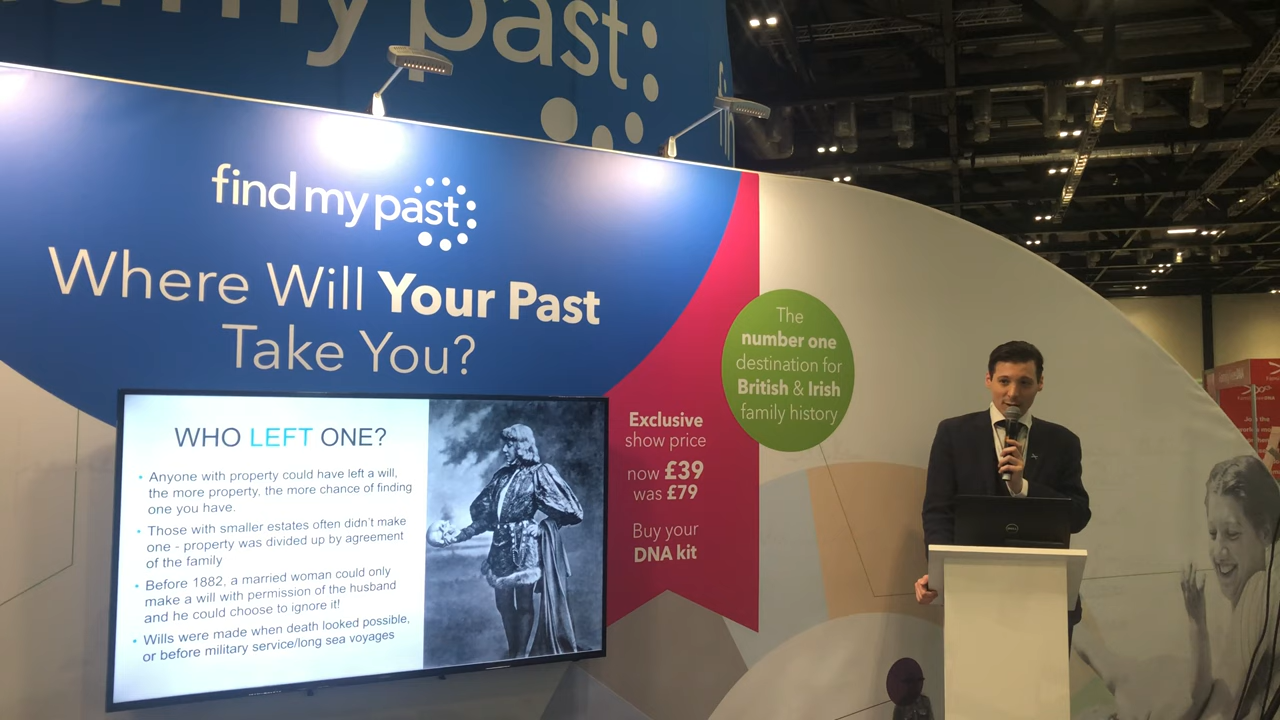 my past
find my past
Where Will Your Past
Take You?
The
number one
destination for
British & Irish
family history
Exclusive
show price
now £39
was £79
Buy your
DNA kit
WHO LEFT ONE?
• Anyone with property could have left a will,
the more property, the more chance of finding
one you have.
• Those with smaller estates often didn't make
one - property was divided up by agreement
of the family
• Before 1882, a married woman could only
make a will with permission of the husband
and he could choose to ignore it!
• Wills were made when death looked possible,
or before military service/long sea voyages
DELL